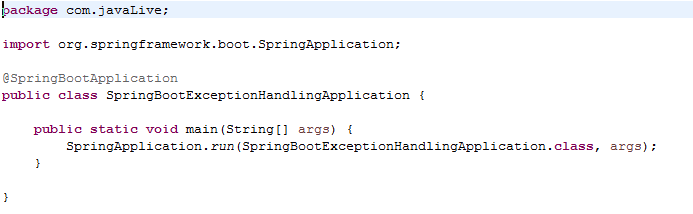 package com.javaLive;
import org.springframework.boot.SpringApplication;
@SpringBootApplication
public class SpringBootExceptionHandlingApplication {
public static void main(String[] args) {
SpringApplication.run(SpringBootExceptionHandlingApplication.class, args);
}
}